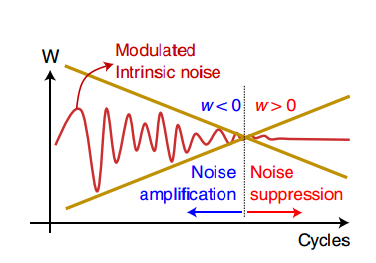 W
Modulated
Intrinsic noise
w < 0
w > 0
Noise
amplification
Noise
suppression
Cycles